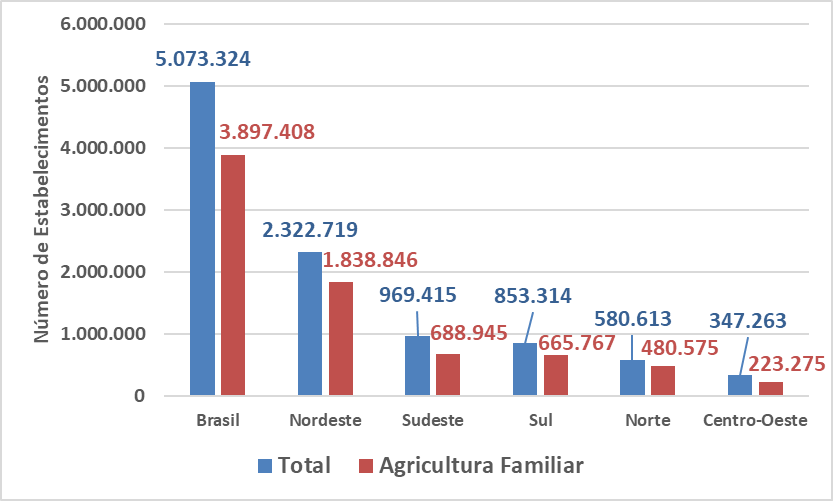 Número de Estabelecimentos
6.000.000
5.000.000
4.000.000
3.000.000
2.000.000
1.000.000
0
5.073.324
3.897.408
2.322.719
1.838.846
969.415
688.945
853.314
665.767
580.613
480.575
347.263
223.275
Brasil
Nordeste
Sudeste
Sul
Norte
Centro-Oeste
Total
Agricultura Familiar